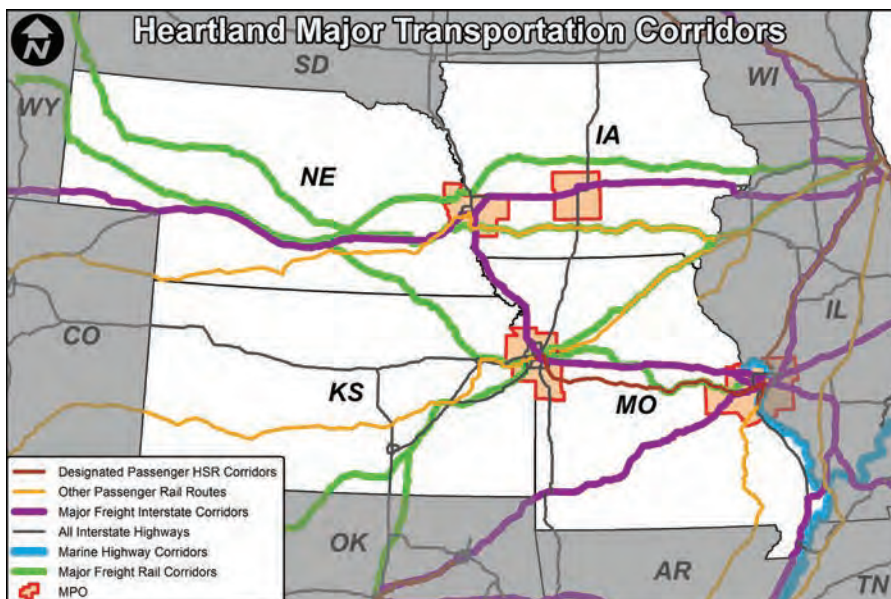 Heartland Major Transportation Corridors
N
SD
WI
WY
IA
NE
IL
CO
KS
MO
OK
AR
TN
Designated Passenger HSR Corridors
Other Passenger Rail Routes
Major Freight Interstate Corridors
All Interstate Highways
Marine Highway Corridors
Major Freight Rail Corridors
MPO